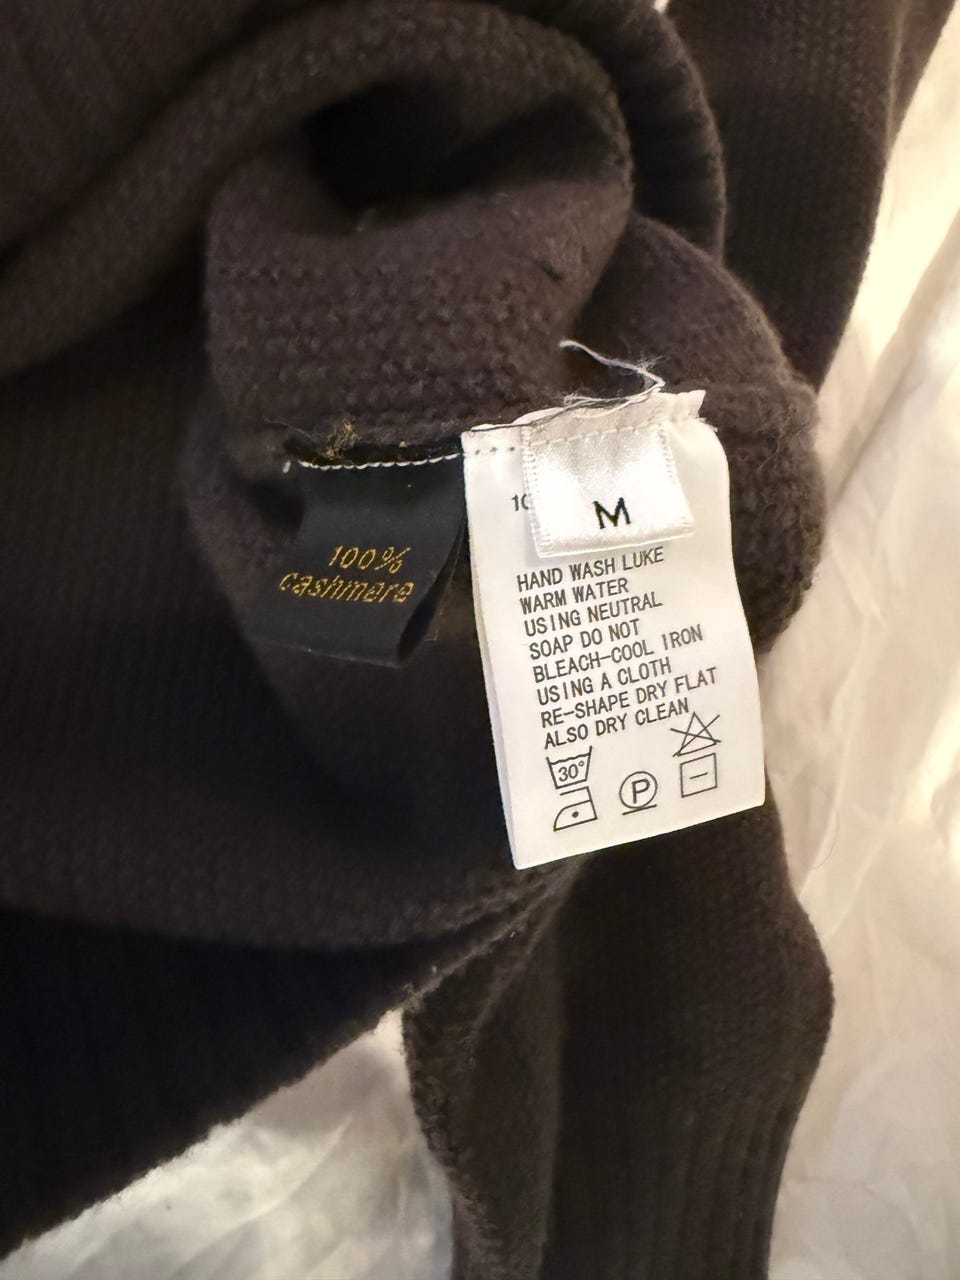 100%
cashmere
M
HAND WASH LUKE
WARM WATER
USING NEUTRAL
SOAP DO NOT
BLEACH-COOL IRON
USING A CLOTH
RE-SHAPE DRY FLAT
ALSO DRY CLEAN
30°
P